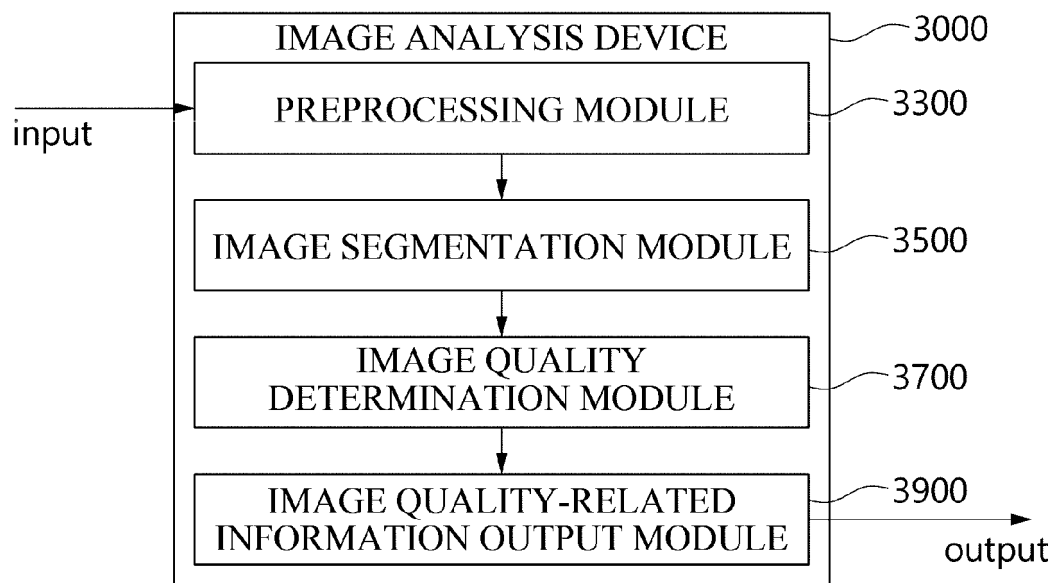 IMAGE ANALYSIS DEVICE
3000
PREPROCESSING MODULE
3300
input
IMAGE SEGMENTATION MODULE
3500
IMAGE QUALITY
DETERMINATION MODULE
3700
IMAGE QUALITY-RELATED
INFORMATION OUTPUT MODULE
3900
output